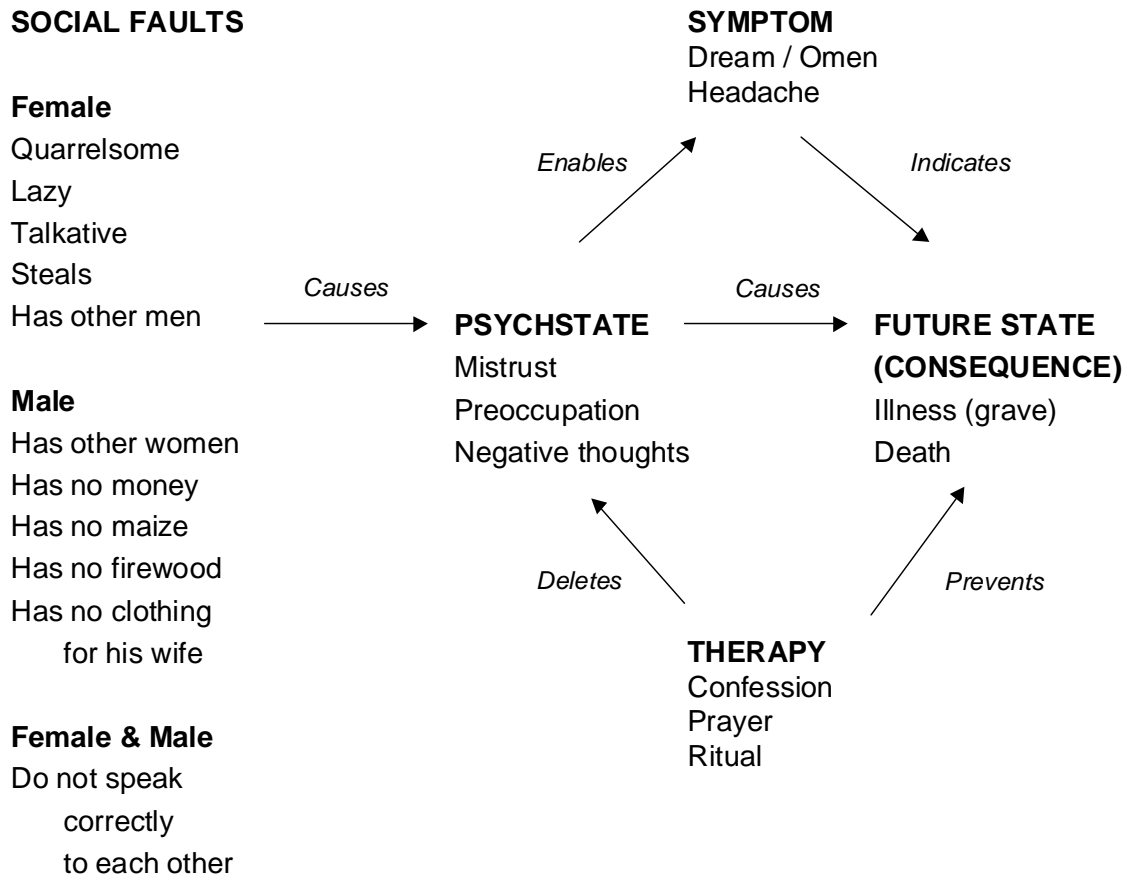 SOCIAL FAULTS
Female
Quarrelsome
Lazy
Talkative
Steals
Has other men
Male
Has other women
Has no money
Has no maize
Has no firewood
Has no clothing
for his wife
Female & Male
Do not speak
correctly
to each other
Causes
PSYCHSTATE
Mistrust
Preoccupation
Negative thoughts
Enables
SYMPTOM
Dream / Omen
Headache
Indicates
Causes
FUTURE STATE
(CONSEQUENCE)
Illness (grave)
Death
Deletes
THERAPY
Confession
Prayer
Ritual
Prevents